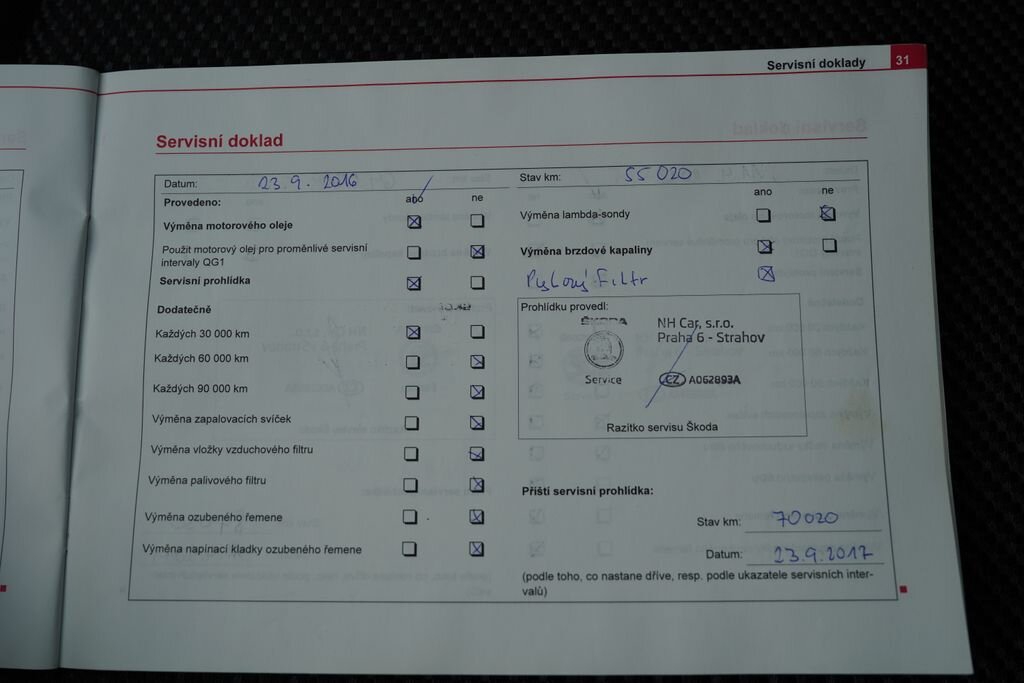 Servisní doklady 31
Servisní doklad
Datum: 23.9.2016
Provedeno: ano ne
Výměna motorového oleje
Použit motorový olej pro proměnlivé servisní
intervaly QG1
Servisní prohlídka
Dodatečné
Každých 30 000 km
Každých 60 000 km
Každých 90 000 km
Výměna zapalovacích svíček
Výměna vložky vzduchového filtru
Výměna palivového filtru
Výměna ozubeného řemene
Výměna napínací kladky ozubeného řemene
Stav km: 55 020
ano ne
Výměna lambda-sondy
Výměna brzdové kapaliny
Pylový Filtr
Prohlídku provedl:
ŠKODA
Service
NH Car, s.r.o.
Praha 6 - Strahov
CZ A062893A
Razítko servisu Škoda
Příští servisní prohlídka:
Stav km: 70020
Datum: 23.9.2017
(podle toho, co nastane dříve, resp. podle ukazatele servisních inter-
valů)